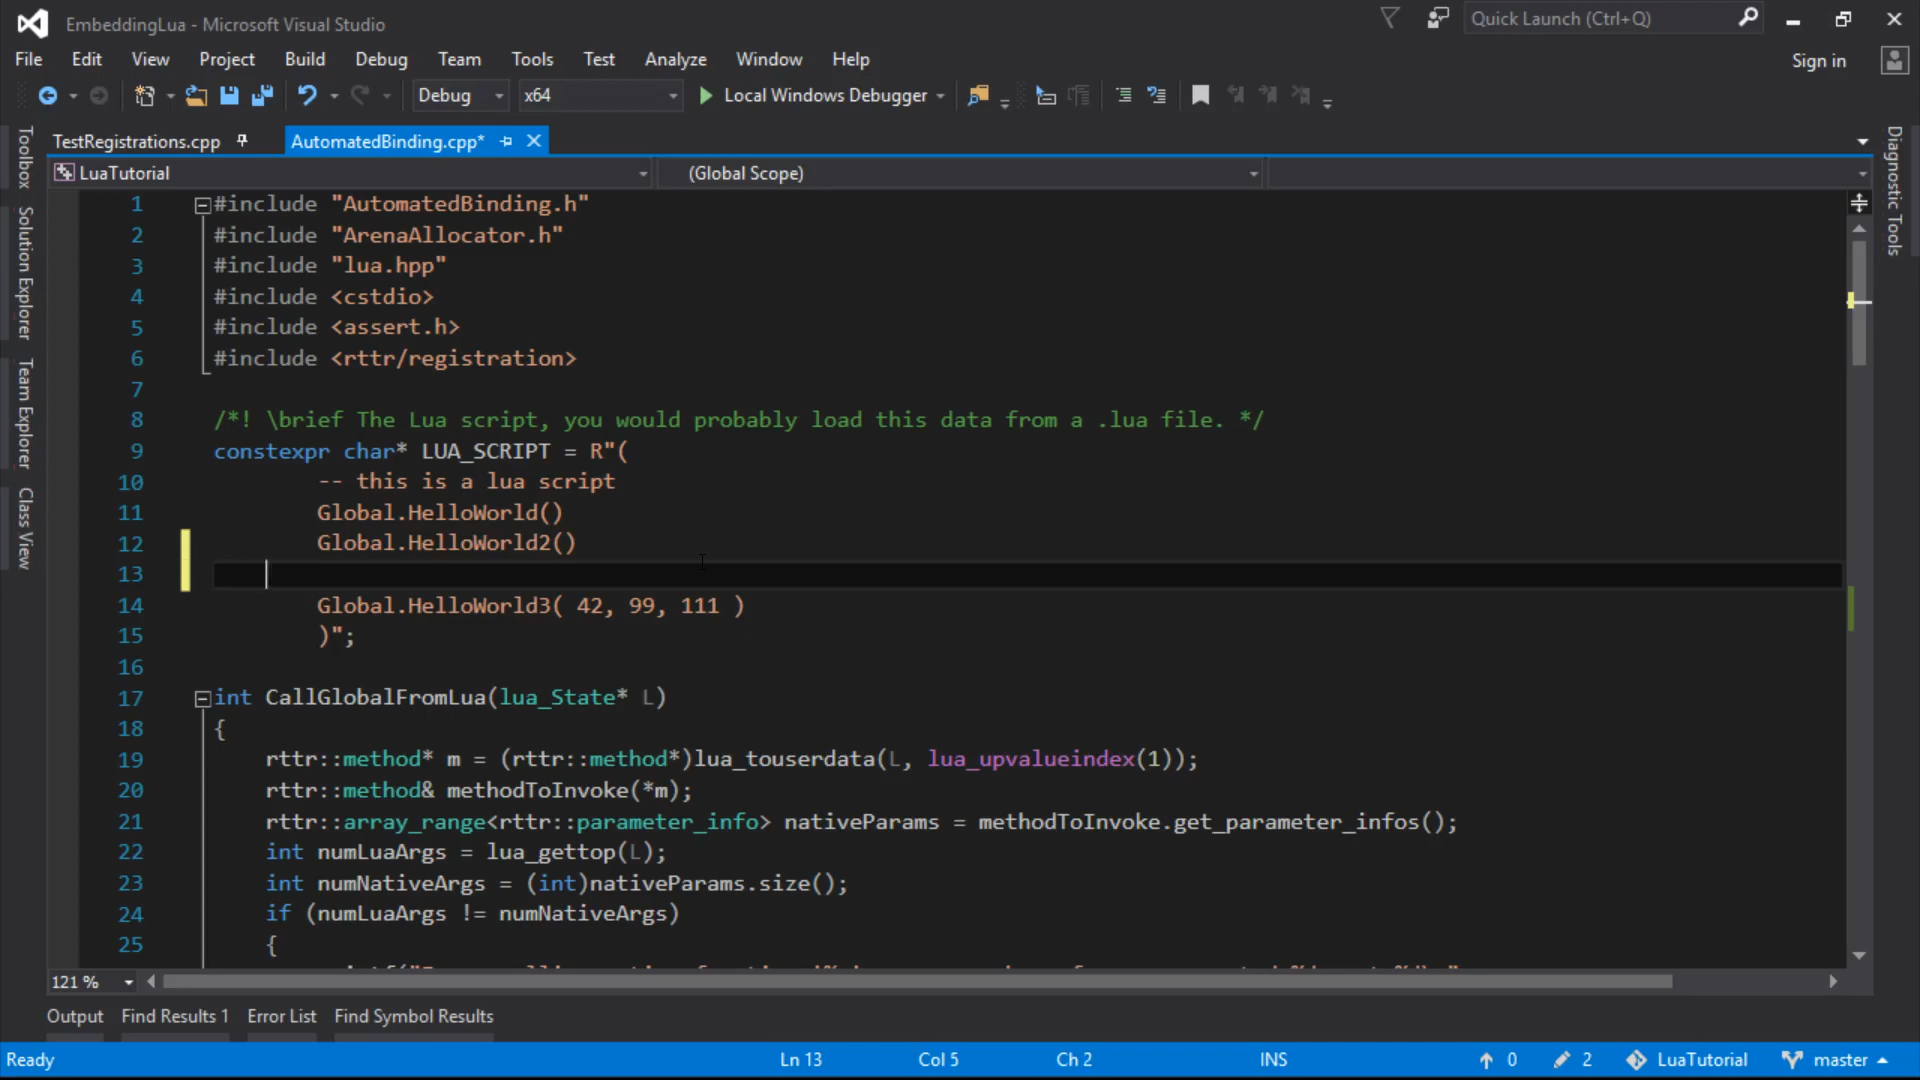 EmbeddingLua - Microsoft Visual Studio
Quick Launch (Ctrl+Q)
File Edit View Project Build Debug Team Tools Test Analyze Window Help
Sign in
Debug x64 Local Windows Debugger
TestRegistrations.cpp AutomatedBinding.cpp*
LuaTutorial (Global Scope)
Toolbox
Solution Explorer
Team Explorer
Class View
Diagnostic Tools
1 #include "AutomatedBinding.h"
2 #include "ArenaAllocator.h"
3 #include "lua.hpp"
4 #include <cstdio>
5 #include <assert.h>
6 #include <rttr/registration>
7
8 /*! \brief The Lua script, you would probably load this data from a .lua file. */
9 constexpr char* LUA_SCRIPT = R"(
10 -- this is a lua script
11 Global.HelloWorld()
12 Global.HelloWorld2()
13
14 Global.HelloWorld3( 42, 99, 111 )
15 )";
16
17 int CallGlobalFromLua(lua_State* L)
18 {
19 rttr::method* m = (rttr::method*)lua_touserdata(L, lua_upvalueindex(1));
20 rttr::method& methodToInvoke(*m);
21 rttr::array_range<rttr::parameter_info> nativeParams = methodToInvoke.get_parameter_infos();
22 int numLuaArgs = lua_gettop(L);
23 int numNativeArgs = (int)nativeParams.size();
24 if (numLuaArgs != numNativeArgs)
25 {
121 %
Output Find Results 1 Error List Find Symbol Results
Ready Ln 13 Col 5 Ch 2 INS 0 2 LuaTutorial master